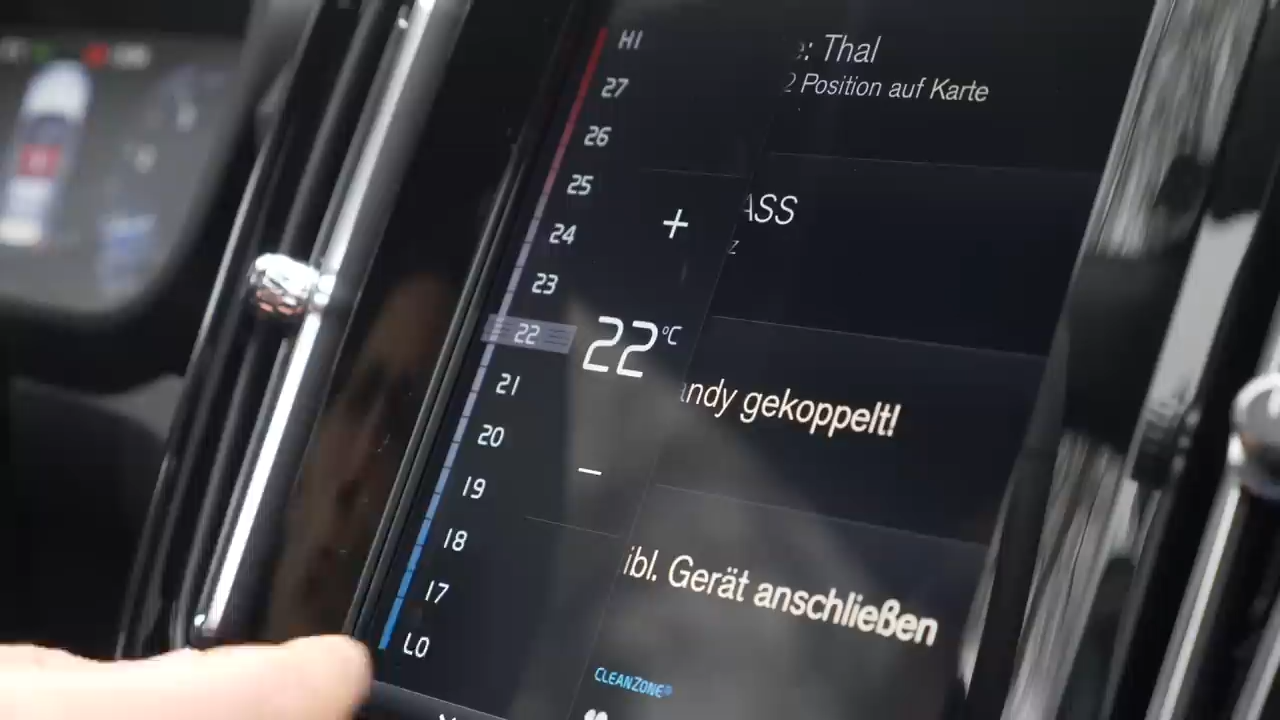 HI
27
26
25
24
23
22
21
20
19
18
17
LO
+
22 °C
−
: Thal
2 Position auf Karte
ASS
z
andy gekoppelt!
ibl. Gerät anschließen
CLEANZONE®